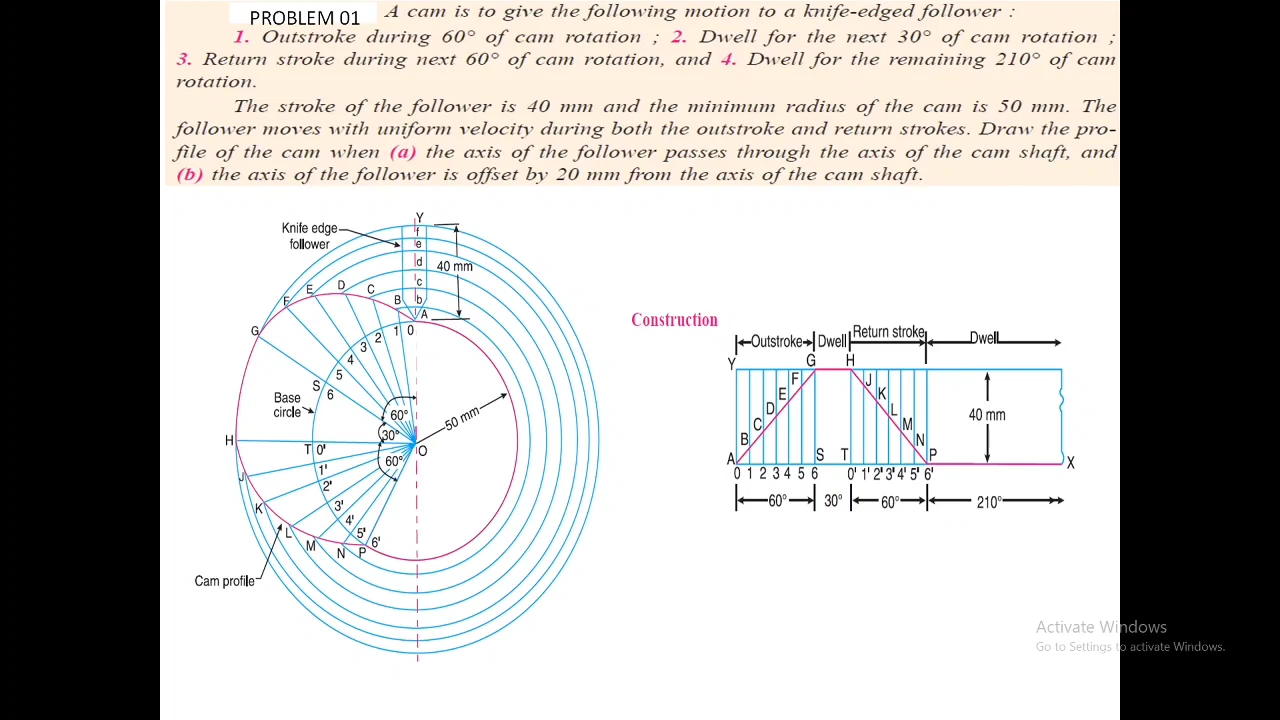 PROBLEM 01 A cam is to give the following motion to a knife-edged follower :
1. Outstroke during 60° of cam rotation ; 2. Dwell for the next 30° of cam rotation ;
3. Return stroke during next 60° of cam rotation, and 4. Dwell for the remaining 210° of cam
rotation.
The stroke of the follower is 40 mm and the minimum radius of the cam is 50 mm. The
follower moves with uniform velocity during both the outstroke and return strokes. Draw the pro-
file of the cam when (a) the axis of the follower passes through the axis of the cam shaft, and
(b) the axis of the follower is offset by 20 mm from the axis of the cam shaft.
Y
Knife edge
follower
f
e
d
c
b
A
40 mm
G
F
E
D
C
B
0
1
2
3
4
5
6
S
Base
circle
60°
30°
60°
50 mm
O
H
T
0'
1'
2'
3'
4'
5'
6'
J
K
L
M
N
P
Cam profile
Construction
Outstroke Dwell Return stroke Dwell
Y G H
F J
E K
D L
C M
B N
40 mm
A S T P X
0 1 2 3 4 5 6 0' 1' 2' 3' 4' 5' 6'
60° 30° 60° 210°
Activate Windows
Go to Settings to activate Windows.